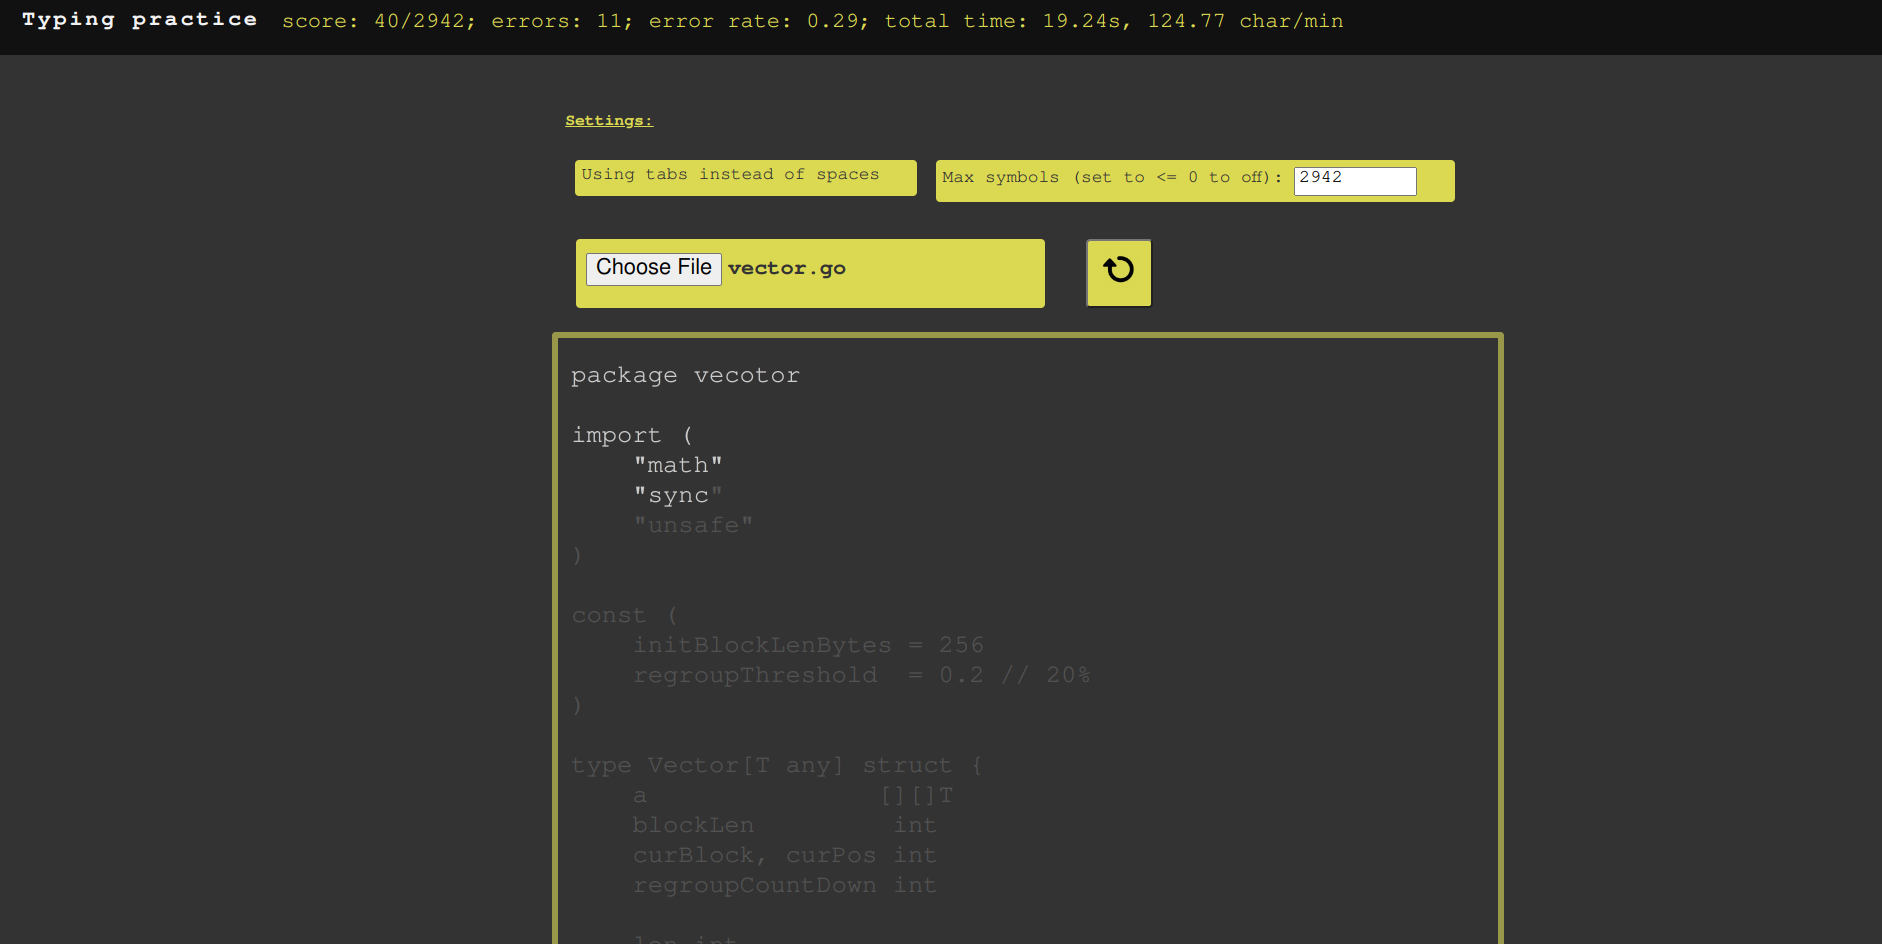 Typing practice score: 40/2942; errors: 11; error rate: 0.29; total time: 19.24s, 124.77 char/min
Settings:
Using tabs instead of spaces Max symbols (set to <= 0 to off): 2942
Choose File vector.go
package vecotor
import (
"math"
"sync"
"unsafe"
)
const (
initBlockLenBytes = 256
regroupThreshold = 0.2 // 20%
)
type Vector[T any] struct {
a [][]T
blockLen int
curBlock, curPos int
regroupCountDown int
len int